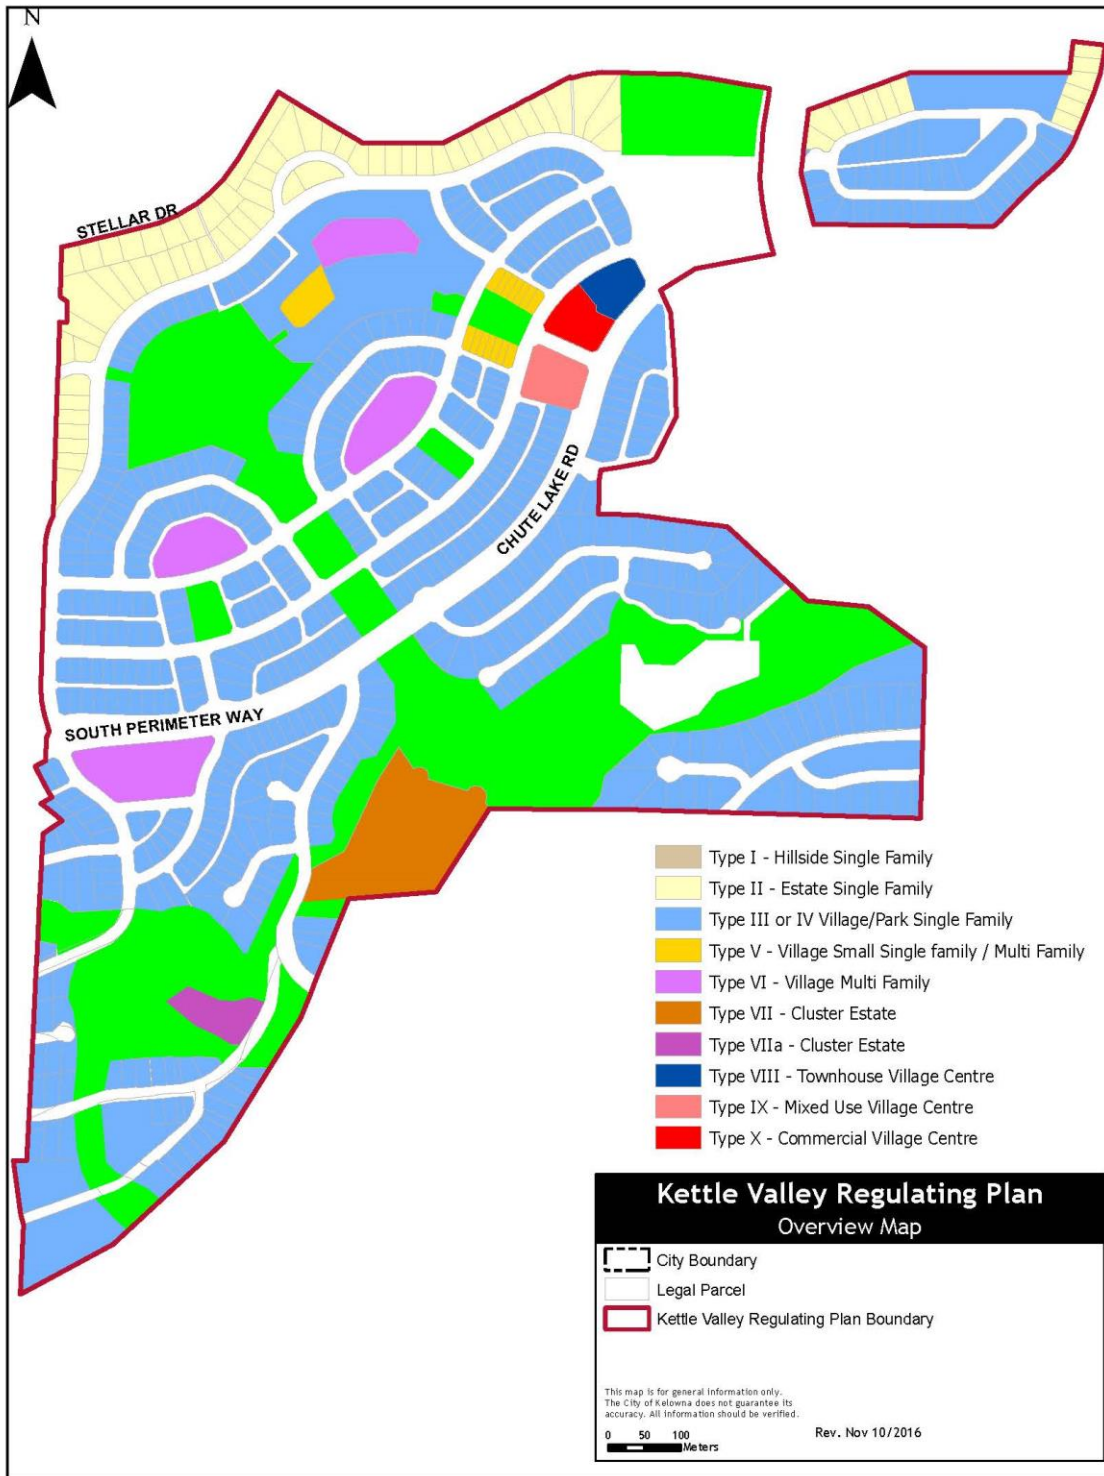 N
STELLAR DR
CHUTE LAKE RD
SOUTH PERIMETER WAY
Type I - Hillside Single Family
Type II - Estate Single Family
Type III or IV Village/Park Single Family
Type V - Village Small Single family / Multi Family
Type VI - Village Multi Family
Type VII - Cluster Estate
Type VIIa - Cluster Estate
Type VIII - Townhouse Village Centre
Type IX - Mixed Use Village Centre
Type X - Commercial Village Centre
Kettle Valley Regulating Plan
Overview Map
City Boundary
Legal Parcel
Kettle Valley Regulating Plan Boundary
This map is for general information only.
The City of Kelowna does not guarantee its
accuracy. All information should be verified.
0 50 100
Meters
Rev. Nov 10/2016